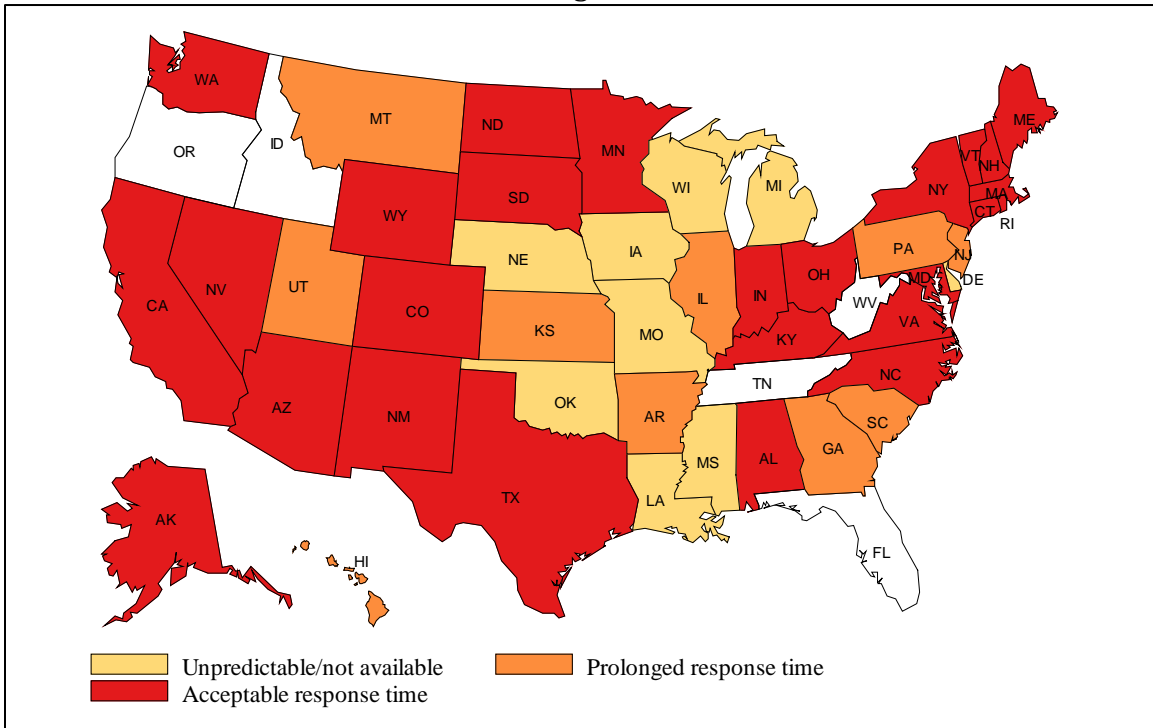 WA
MT
ND
MN
ME
OR
ID
VT
NH
WI
MI
NY
MA
SD
WY
CT
RI
NE
IA
PA
NJ
NV
UT
CO
IL
IN
OH
MD
DE
CA
KS
MO
WV
VA
KY
TN
NC
AZ
NM
OK
AR
SC
GA
AL
MS
TX
LA
AK
FL
HI
Unpredictable/not available
Prolonged response time
Acceptable response time